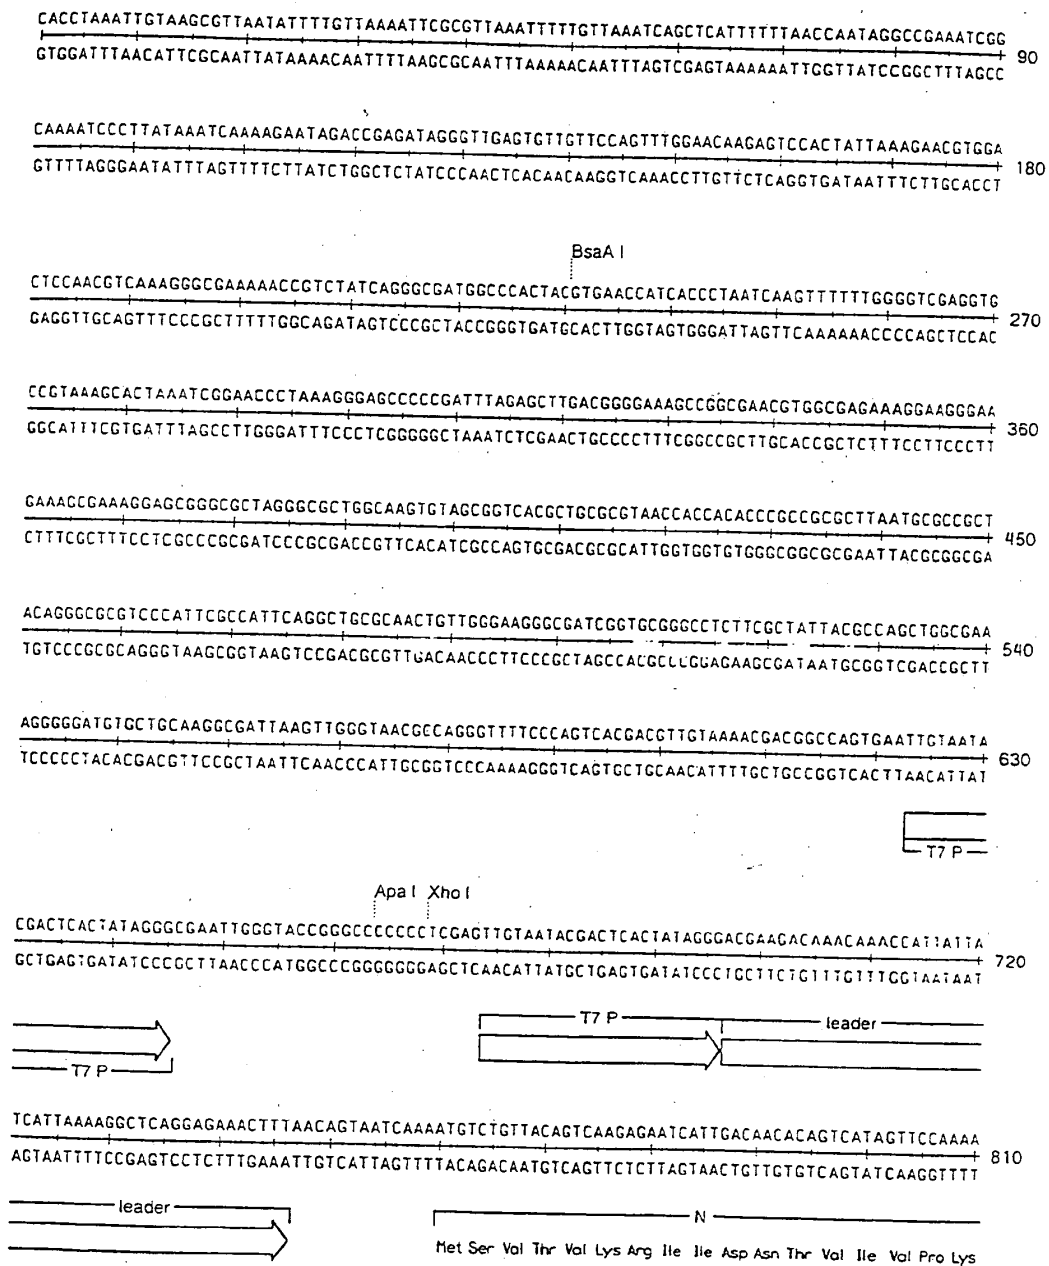 CACCTAAATTGTAAGCGTTAATATTTTGTTAAAATTCGCGTTAAATTTTTGTTAAATCAGCTCATTTTTTAACCAATAGGCCGAAATCGG
90
GTGGATTTAACATTCGCAATTATAAAACAATTTTAAGCGCAATTTAAAAACAATTTAGTCGAGTAAAAAATTGGTTATCCGGCTTTAGCC
CAAAATCCCTTATAAATCAAAAGAATAGACCGAGATAGGGTTGAGTGTTGTTCCAGTTTGGAACAAGAGTCCACTATTAAAGAACGTGGA
180
GTTTTAGGGAATATTTAGTTTTCTTATCTGGCTCTATCCCAACTCACAACAAGGTCAAACCTTGTTCTCAGGTGATAATTTCTTGCACCT
BsaA I
CTCCAACGTCAAAGGGCGAAAAACCGTCTATCAGGGCGATGGCCCACTACGTGAACCATCACCCTAATCAAGTTTTTTGGGGTCGAGGTG
270
GAGGTTGCAGTTTCCCGCTTTTTGGCAGATAGTCCCGCTACCGGGTGATGCACTTGGTAGTGGGATTAGTTCAAAAAACCCCAGCTCCAC
CCGTAAAGCACTAAATCGGAACCCTAAAGGGAGCCCCCGATTTAGAGCTTGACGGGGAAAGCCGGCGAACGTGGCGAGAAAGGAAGGGAA
360
GGCATTTCGTGATTTAGCCTTGGGATTTCCCTCGGGGGCTAAATCTCGAACTGCCCCTTTCGGCCGCTTGCACCGCTCTTTCCTTCCCTT
GAAAGCGAAAGGAGCGGGCGCTAGGGCGCTGGCAAGTGTAGCGGTCACGCTGCGCGTAACCACCACACCCGCCGCGCTTAATGCGCCGCT
450
CTTTCGCTTTCCTCGCCCGCGATCCCGCGACCGTTCACATCGCCAGTGCGACGCGCATTGGTGGTGTGGGCGGCGCGAATTACGCGGCGA
ACAGGGCGCGTCCCATTCGCCATTCAGGCTGCGCAACTGTTGGGAAGGGCGATCGGTGCGGGCCTCTTCGCTATTACGCCAGCTGGCGAA
540
TGTCCCGCGCAGGGTAAGCGGTAAGTCCGACGCGTTGACAACCCTTCCCGCTAGCCACGCCCGGAGAAGCGATAATGCGGTCGACCGCTT
AGGGGGATGTGCTGCAAGGCGATTAAGTTGGGTAACGCCAGGGTTTTCCCAGTCACGACGTTGTAAAACGACGGCCAGTGAATTGTAATA
630
TCCCCCTACACGACGTTCCGCTAATTCAACCCATTGCGGTCCCAAAAGGGTCAGTGCTGCAACATTTTGCTGCCGGTCACTTAACATTAT
T7 P
Apa I Xho I
CGACTCACTATAGGGCGAATTGGGTACCGGGCCCCCCCTCGAGTTGTAATACGACTCACTATAGGGACGAAGACAAACAAACCATTATTA
720
GCTGAGTGATATCCCGCTTAACCCATGGCCCGGGGGGGAGCTCAACATTATGCTGAGTGATATCCCTGCTTCTGTTTGTTTGGTAATAAT
T7 P leader
T7 P
TCATTAAAAGGCTCAGGAGAAACTTTAACAGTAATCAAAATGTCTGTTACAGTCAAGAGAATCATTGACAACACAGTCATAGTTCCAAAA
810
AGTAATTTTCCGAGTCCTCTTTGAAATTGTCATTAGTTTTACAGACAATGTCAGTTCTCTTAGTAACTGTTGTGTCAGTATCAAGGTTTT
leader N
Met Ser Val Thr Val Lys Arg Ile Ile Asp Asn Thr Val Ile Val Pro Lys